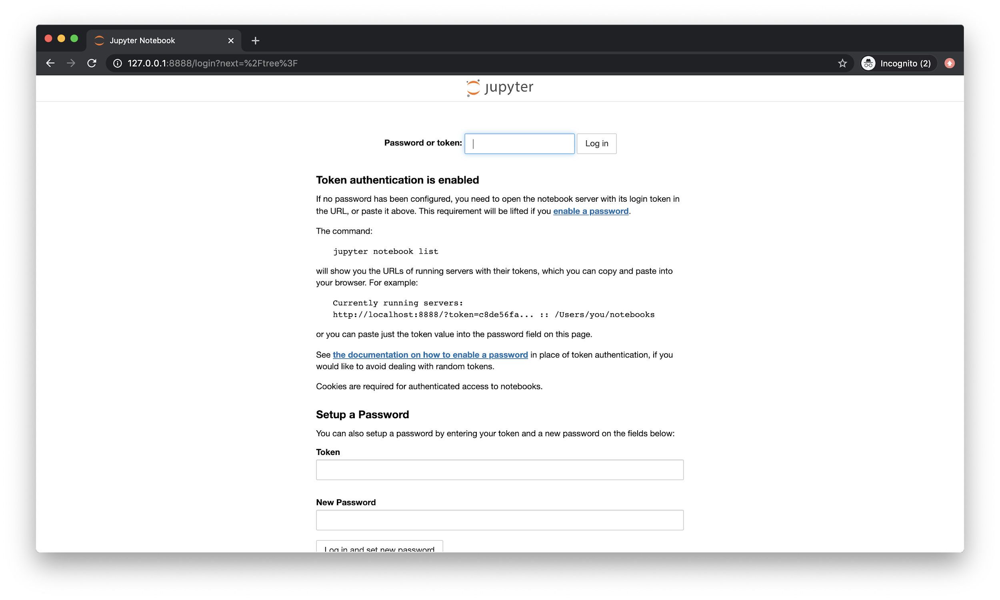 Jupyter Notebook
127.0.0.1:8888/login?next=%2Ftree%3F
Incognito (2)
jupyter
Password or token:
Log in
Token authentication is enabled
If no password has been configured, you need to open the notebook server with its login token in
the URL, or paste it above. This requirement will be lifted if you enable a password.
The command:
jupyter notebook list
will show you the URLs of running servers with their tokens, which you can copy and paste into
your browser. For example:
Currently running servers:
http://localhost:8888/?token=c8de56fa... :: /Users/you/notebooks
or you can paste just the token value into the password field on this page.
See the documentation on how to enable a password in place of token authentication, if you
would like to avoid dealing with random tokens.
Cookies are required for authenticated access to notebooks.
Setup a Password
You can also setup a password by entering your token and a new password on the fields below:
Token
New Password
Log in and set new password